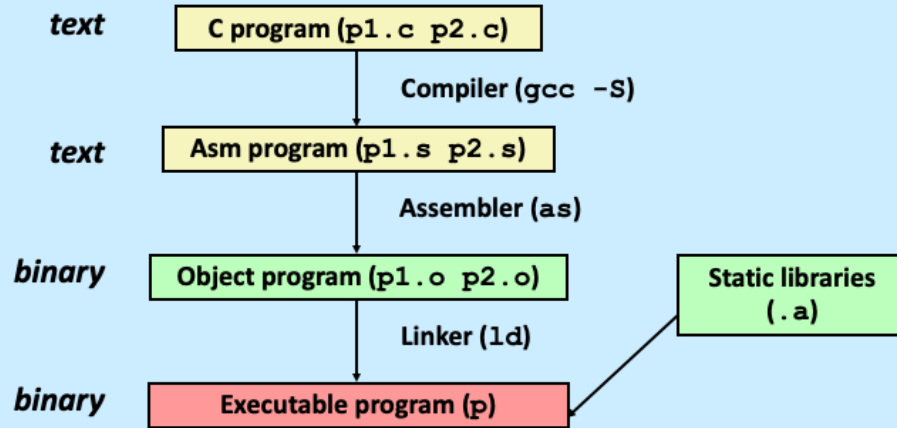 text
C program (p1.c p2.c)
Compiler (gcc -S)
text
Asm program (p1.s p2.s)
Assembler (as)
binary
Object program (p1.o p2.o)
Static libraries
(.a)
Linker (ld)
binary
Executable program (p)